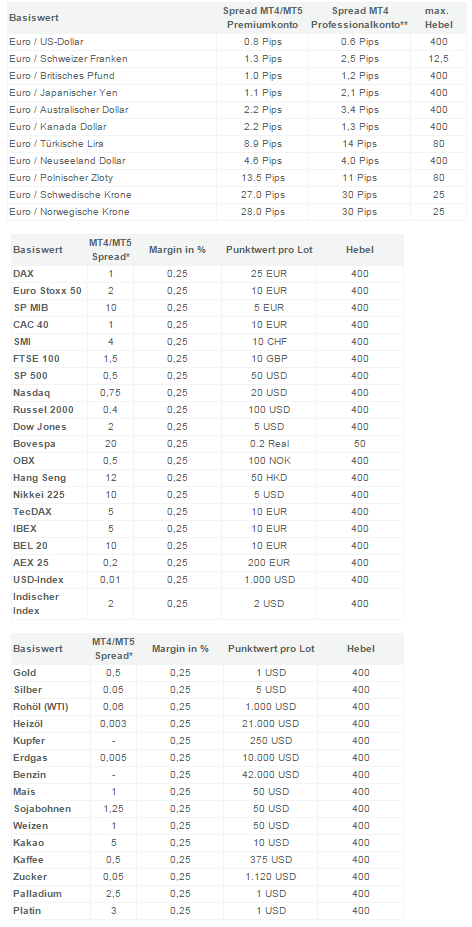 Basiswert Spread MT4/MT5 Premiumkonto Spread MT4 Professionalkonto** max. Hebel
Euro / US-Dollar 0.8 Pips 0.6 Pips 400
Euro / Schweizer Franken 1.3 Pips 2,5 Pips 12,5
Euro / Britisches Pfund 1.0 Pips 1,2 Pips 400
Euro / Japanischer Yen 1.1 Pips 2,1 Pips 400
Euro / Australischer Dollar 2.2 Pips 3,4 Pips 400
Euro / Kanada Dollar 2.2 Pips 1,3 Pips 400
Euro / Türkische Lira 8.9 Pips 14 Pips 80
Euro / Neuseeland Dollar 4.6 Pips 4,0 Pips 400
Euro / Polnischer Zloty 13.5 Pips 11 Pips 80
Euro / Schwedische Krone 27.0 Pips 30 Pips 25
Euro / Norwegische Krone 28.0 Pips 30 Pips 25
Basiswert MT4/MT5 Spread* Margin in % Punktwert pro Lot Hebel
DAX 1 0,25 25 EUR 400
Euro Stoxx 50 2 0,25 10 EUR 400
SP MIB 10 0,25 5 EUR 400
CAC 40 1 0,25 10 EUR 400
SMI 4 0,25 10 CHF 400
FTSE 100 1,5 0,25 10 GBP 400
SP 500 0,5 0,25 50 USD 400
Nasdaq 0,75 0,25 20 USD 400
Russel 2000 0,4 0,25 100 USD 400
Dow Jones 2 0,25 5 USD 400
Bovespa 20 0,25 0.2 Real 50
OBX 0,5 0,25 100 NOK 400
Hang Seng 12 0,25 50 HKD 400
Nikkei 225 10 0,25 5 USD 400
TecDAX 5 0,25 10 EUR 400
IBEX 5 0,25 10 EUR 400
BEL 20 10 0,25 10 EUR 400
AEX 25 0,2 0,25 200 EUR 400
USD-Index 0,01 0,25 1.000 USD 400
Indischer Index 2 0,25 2 USD 400
Basiswert MT4/MT5 Spread* Margin in % Punktwert pro Lot Hebel
Gold 0,5 0,25 1 USD 400
Silber 0,05 0,25 5 USD 400
Rohöl (WTI) 0,06 0,25 1.000 USD 400
Heizöl 0,003 0,25 21.000 USD 400
Kupfer - 0,25 250 USD 400
Erdgas 0,005 0,25 10.000 USD 400
Benzin - 0,25 42.000 USD 400
Mais 1 0,25 50 USD 400
Sojabohnen 1,25 0,25 50 USD 400
Weizen 1 0,25 50 USD 400
Kakao 5 0,25 10 USD 400
Kaffee 0,5 0,25 375 USD 400
Zucker 0,05 0,25 1.120 USD 400
Palladium 2,5 0,25 1 USD 400
Platin 3 0,25 1 USD 400